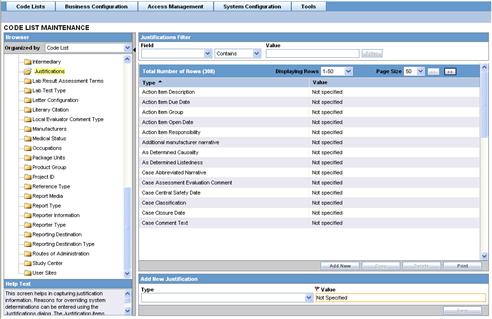 Code Lists Business Configuration Access Management System Configuration Tools
CODE LIST MAINTENANCE
Browser
Organized by Code List
Intermediary
Justifications
Lab Result Assessment Terms
Lab Test Type
Letter Configuration
Literary Citation
Local Evaluator Comment Type
Manufacturers
Medical Status
Occupations
Package Units
Product Group
Project ID
Reference Type
Report Media
Report Type
Reporter Information
Reporter Type
Reporting Destination
Reporting Destination Type
Routes of Administration
Study Center
User Sites
Help Text
This screen helps in capturing justification
information. Reasons for overriding system
determinations can be entered using the
Justifications dialog. The Justification items
Justifications Filter
Field Value
Contains Filter
Total Number of Rows (398) Displaying Rows 1-50 Page Size 50
Type Value
Action Item Description Not specified
Action Item Due Date Not specified
Action Item Group Not specified
Action Item Open Date Not specified
Action Item Responsibility Not specified
Additional manufacturer narrative Not specified
As Determined Causality Not specified
As Determined Listedness Not specified
Case Abbreviated Narrative Not specified
Case Assessment Evaluation Comment Not specified
Case Central Safety Date Not specified
Case Classification Not specified
Case Closure Date Not specified
Case Comment Text Not specified
Add New Copy Delete Print
Add New Justification
Type Value
Not Specified
Save